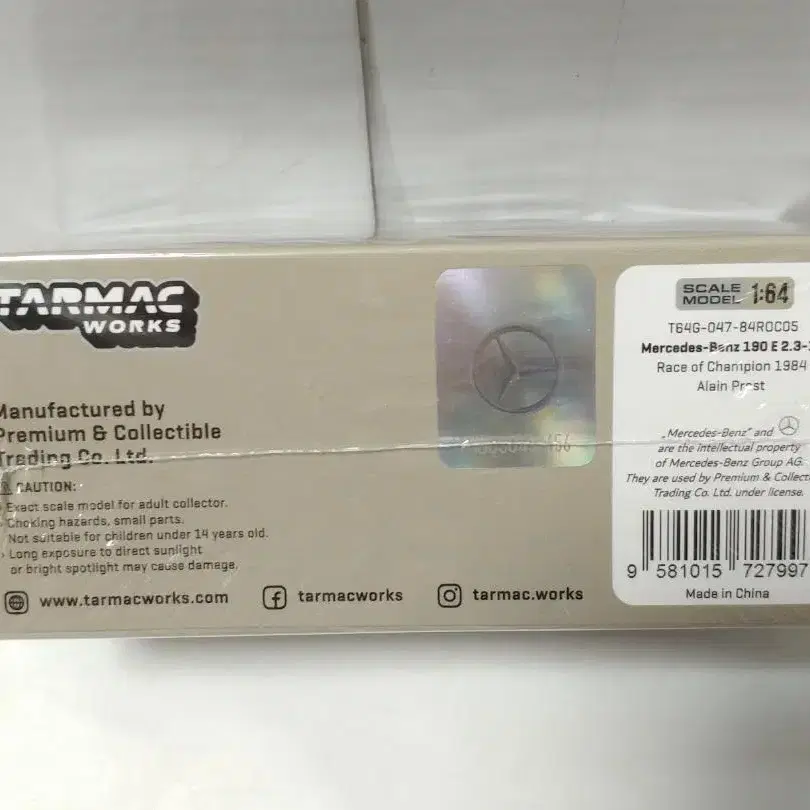 TARMAC
WORKS
Manufactured by
Premium & Collectible
Trading Co. Ltd.
CAUTION:
Exact scale model for adult collector.
Choking hazards, small parts.
Not suitable for children under 14 years old.
Long exposure to direct sunlight
or bright spotlight may cause damage.
www.tarmacworks.com
tarmacworks
tarmac.works
SCALE
MODEL 1:64
T64G-047-84ROC05
Mercedes-Benz 190 E 2.3-
Race of Champion 1984
Alain Prost
„Mercedes-Benz" and
are the intellectual property
of Mercedes-Benz Group AG.
They are used by Premium & Collecti
Trading Co. Ltd. under license.
9 581015 727997
Made in China